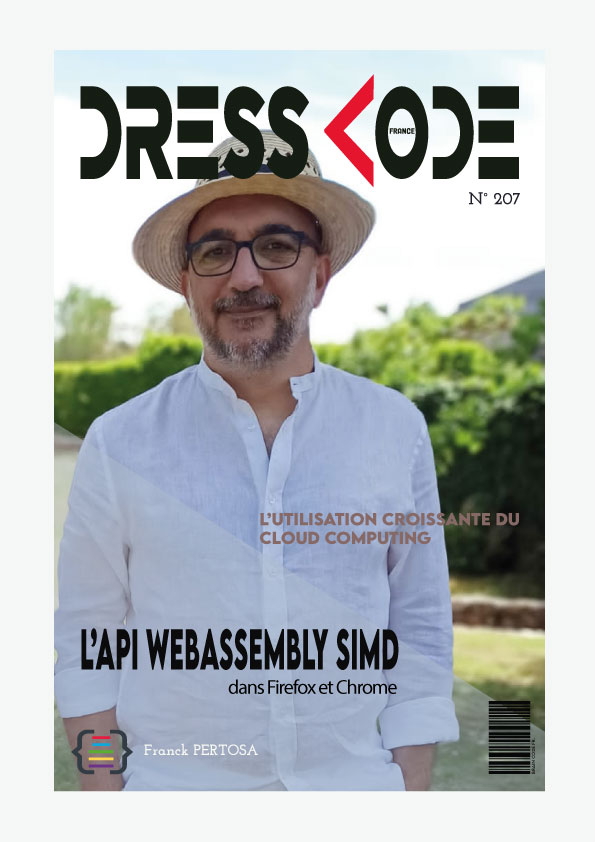 DRESS CODE
FRANCE
N° 207
L'UTILISATION CROISSANTE DU
CLOUD COMPUTING
L'API WEBASSEMBLY SIMD
dans Firefox et Chrome
Franck PERTOSA